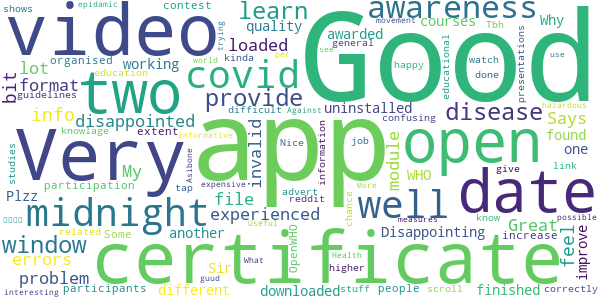 shows epidamic contest trying movement Tbh Why
video Good awareness
learn courses
quality awarded
bit lot working loaded kinda general happy watch done
organised
format guidelines two covid world per see educational presentations use
info education provide disease
disappointed difficult Against uninstalled confusing hazardous
knowlage extent informative Says
Very app open found
studies participation My invalid Nice information job module WHO one
tap Asibone expensive link
Plzz file advert reddit chance give date
midnight experienced well
More measures know possible
window related Some another OpenWHO Useful Disappointing Great increase feel improve
errors certificate
problem Sir What Health higher
participants different guud downloaded stuff people scroll finished correctly
interesting